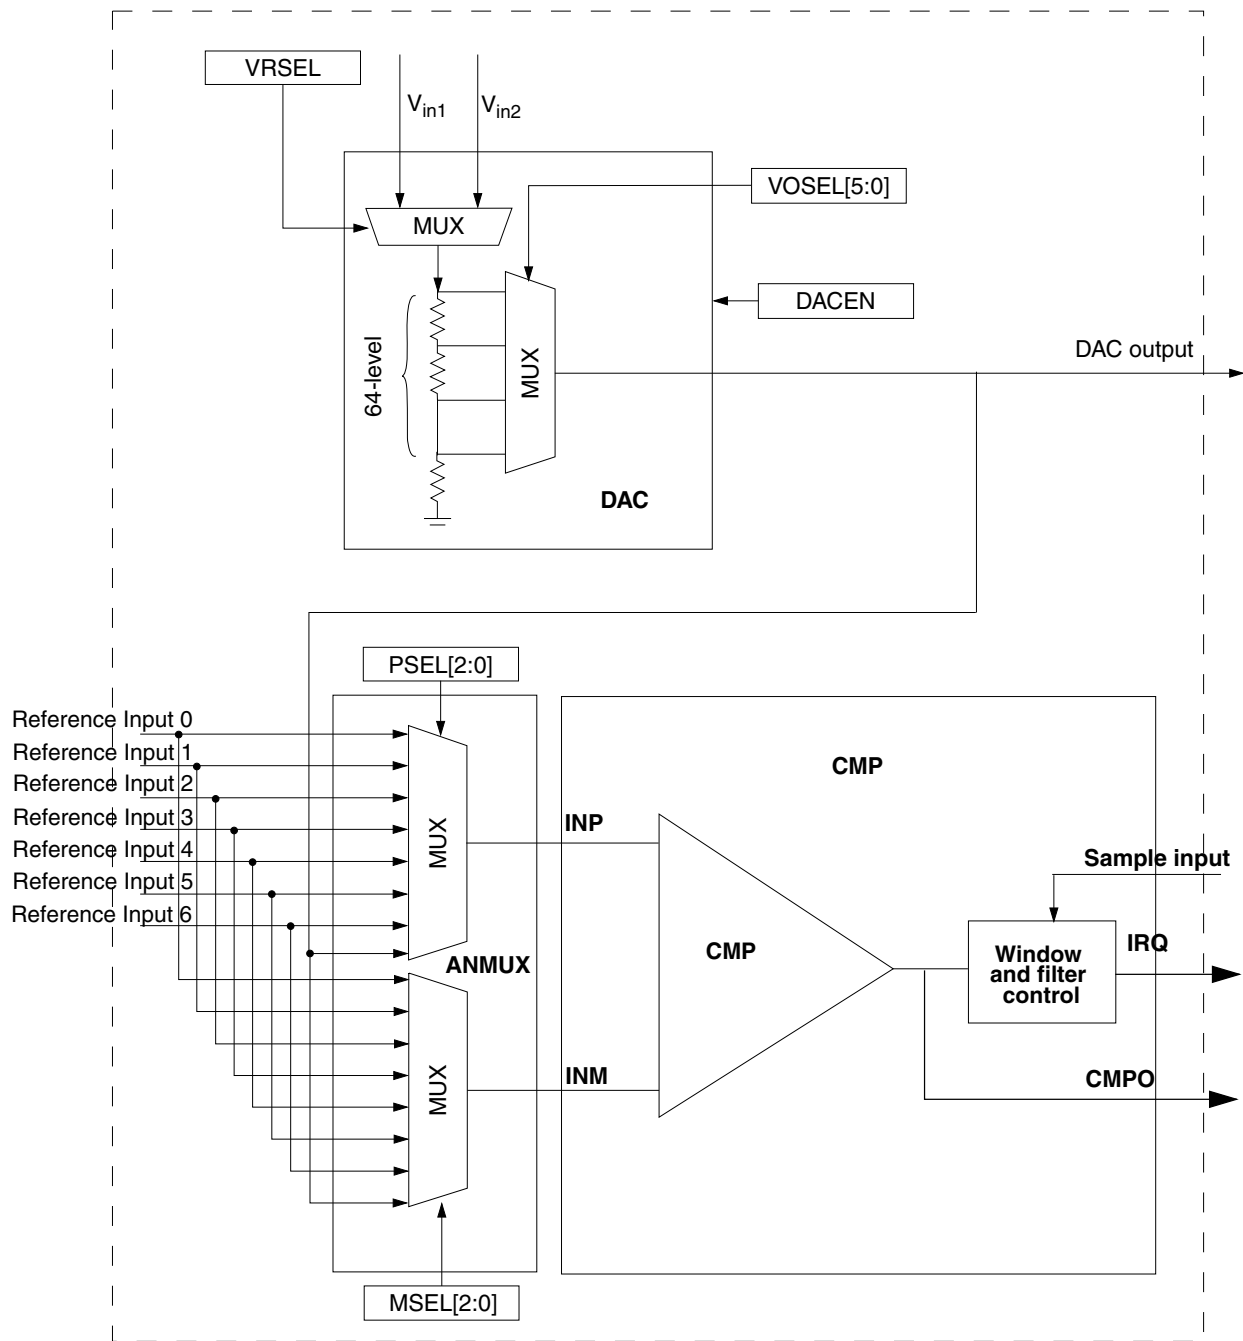 VRSEL
Vin1
Vin2
VOSEL[5:0]
MUX
DACEN
64-level
MUX
DAC output
DAC
PSEL[2:0]
Reference Input 0
Reference Input 1
Reference Input 2
Reference Input 3
Reference Input 4
Reference Input 5
Reference Input 6
MUX
ANMUX
MUX
MSEL[2:0]
INP
INM
CMP
CMP
Sample input
Window
and filter
control
IRQ
CMPO